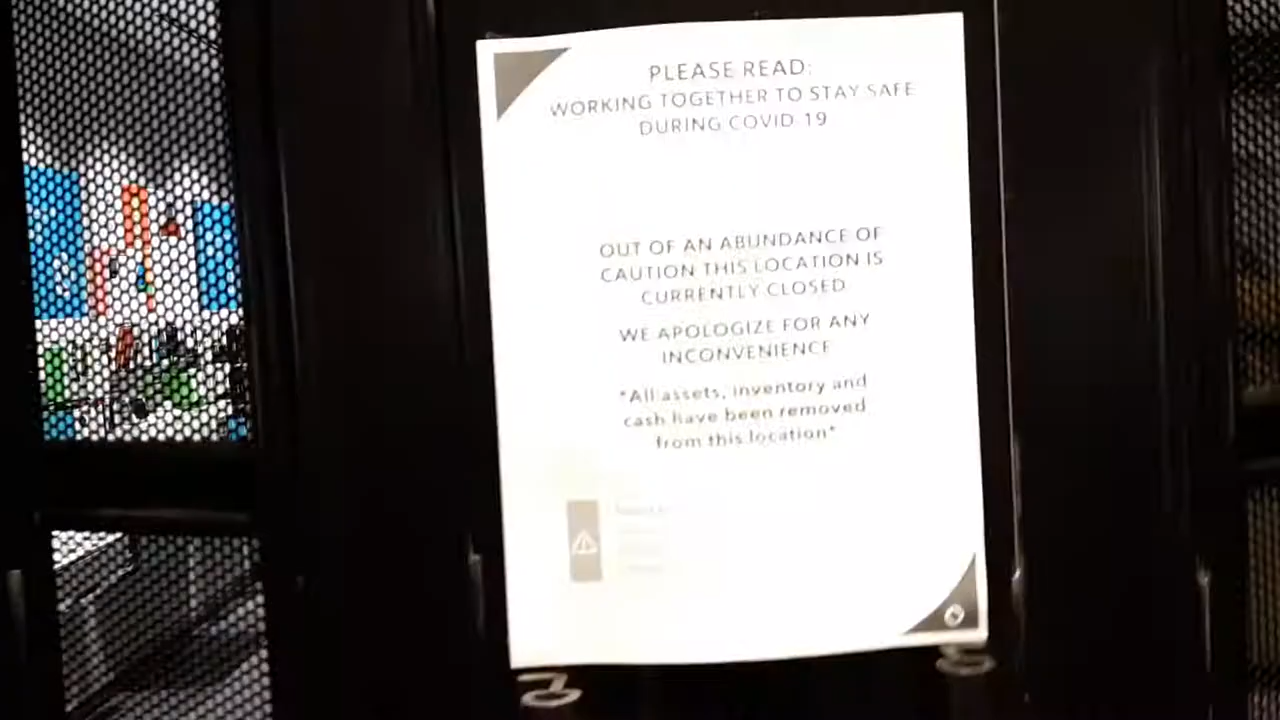 PLEASE READ:
WORKING TOGETHER TO STAY SAFE
DURING COVID 19
OUT OF AN ABUNDANCE OF
CAUTION THIS LOCATION IS
CURRENTLY CLOSED
WE APOLOGIZE FOR ANY
INCONVENIENCE
*All assets, inventory and
cash have been removed
from this location*